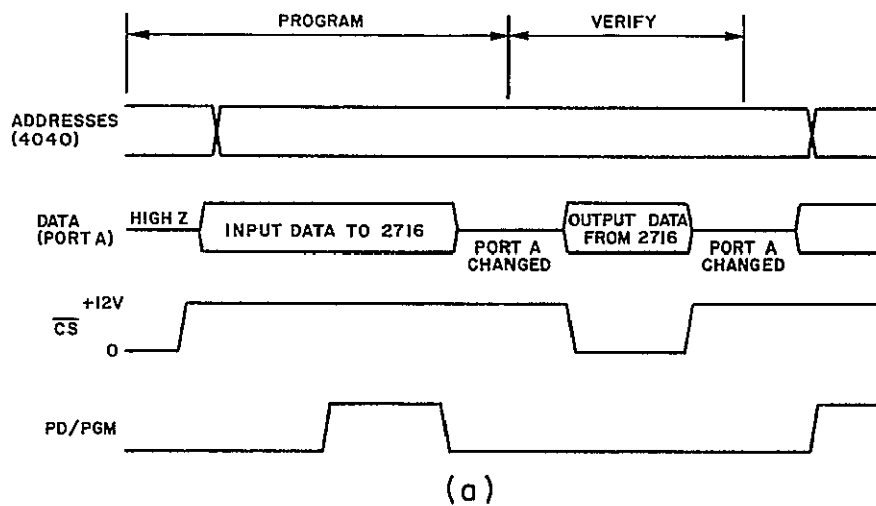 PROGRAM
VERIFY
ADDRESSES
(4040)
DATA
(PORT A)
HIGH Z
INPUT DATA TO 2716
PORT A
CHANGED
OUTPUT DATA
FROM 2716
PORT A
CHANGED
CS
+12V
0
PD/PGM
(a)